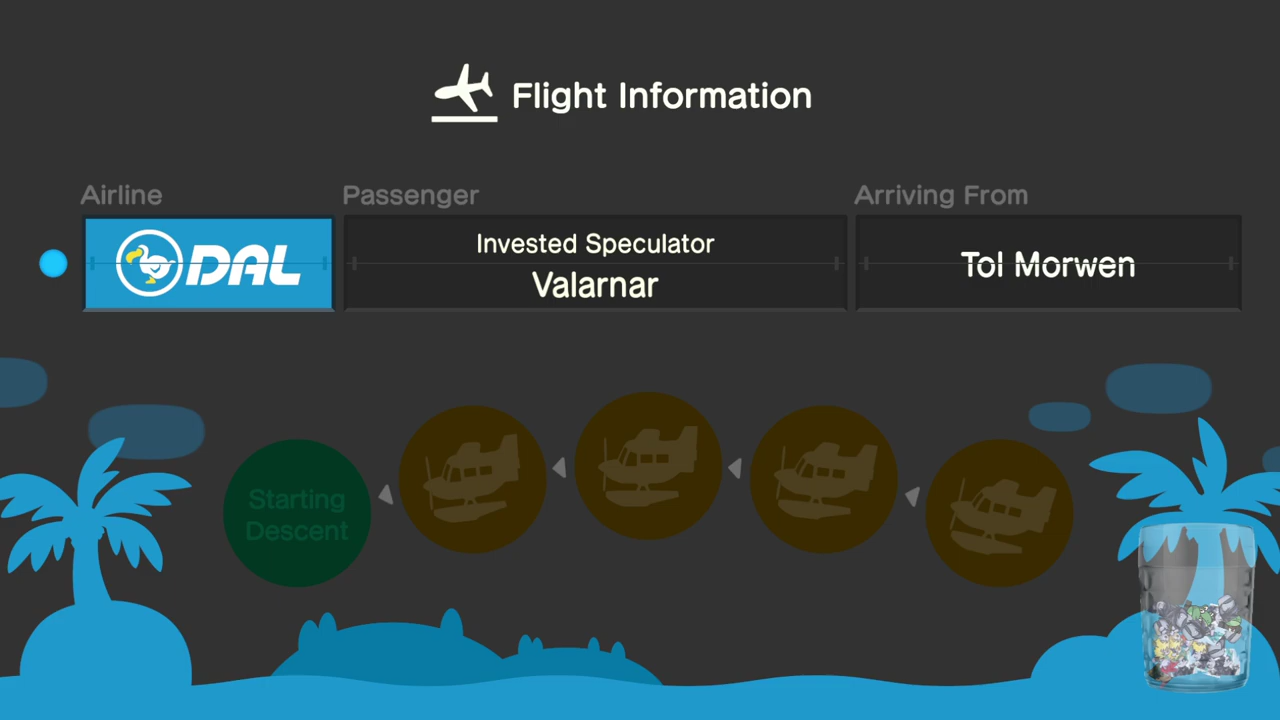 Flight Information
Airline
Passenger
Arriving From
DAL
Invested Speculator
Valarnar
Tol Morwen
Starting
Descent